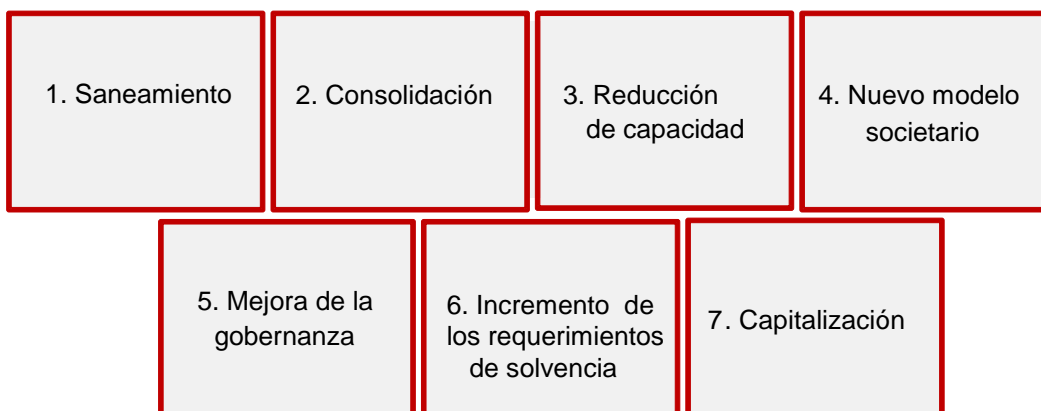 1. Saneamiento
2. Consolidación
3. Reducción
de capacidad
4. Nuevo modelo
societario
5. Mejora de la
gobernanza
6. Incremento de
los requerimientos
de solvencia
7. Capitalización